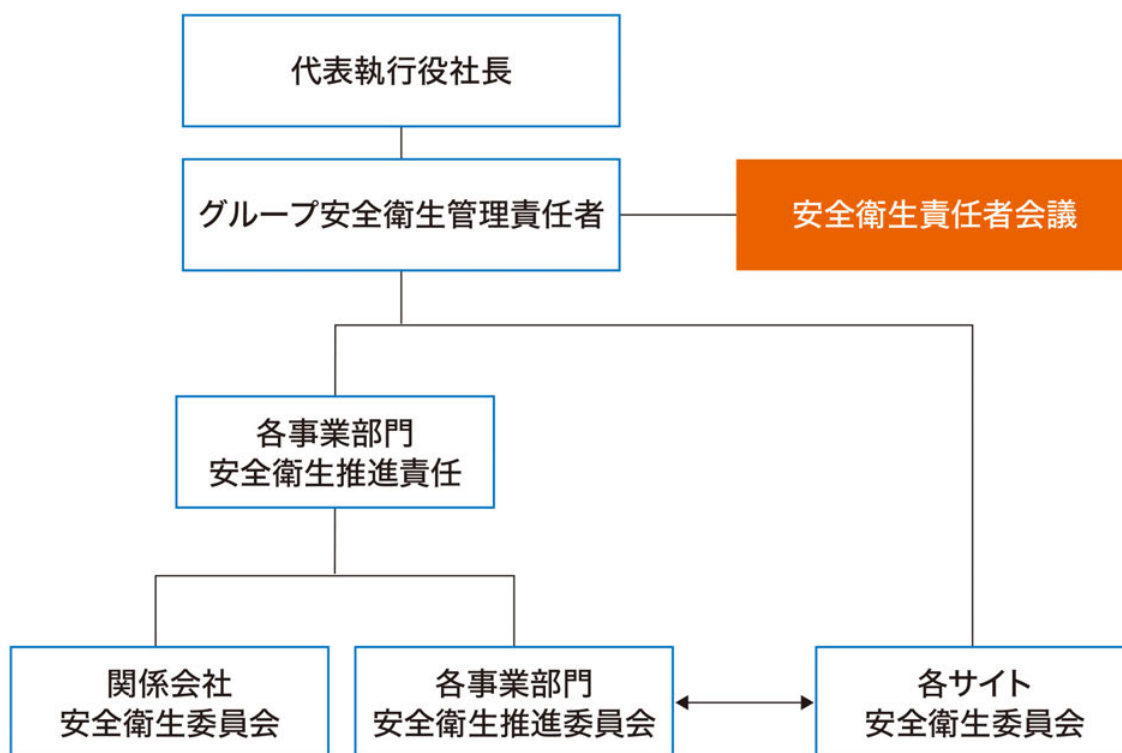 代表執行役社長
グループ安全衛生管理責任者
安全衛生責任者会議
各事業部門
安全衛生推進責任
関係会社
安全衛生委員会
各事業部門
安全衛生推進委員会
各サイト
安全衛生委員会